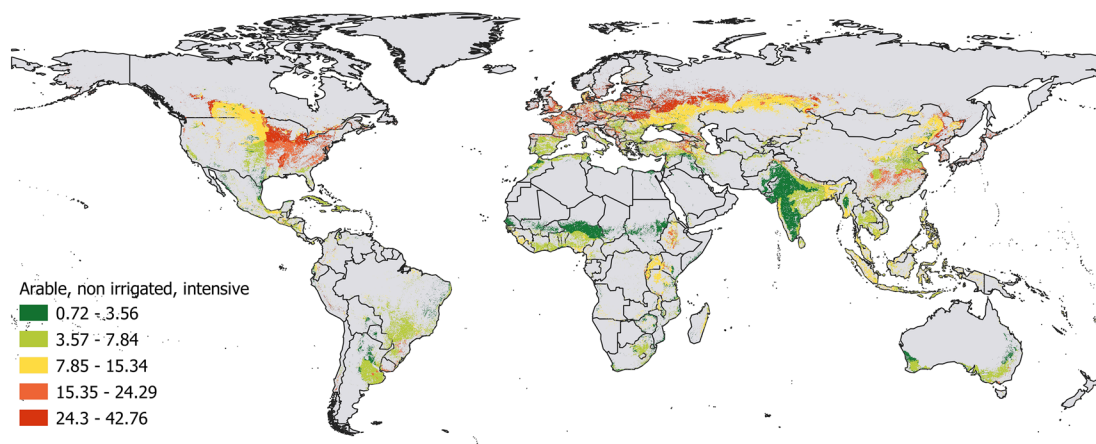 Arable, non irrigated, intensive
0.72 - 3.56
3.57 - 7.84
7.85 - 15.34
15.35 - 24.29
24.3 - 42.76